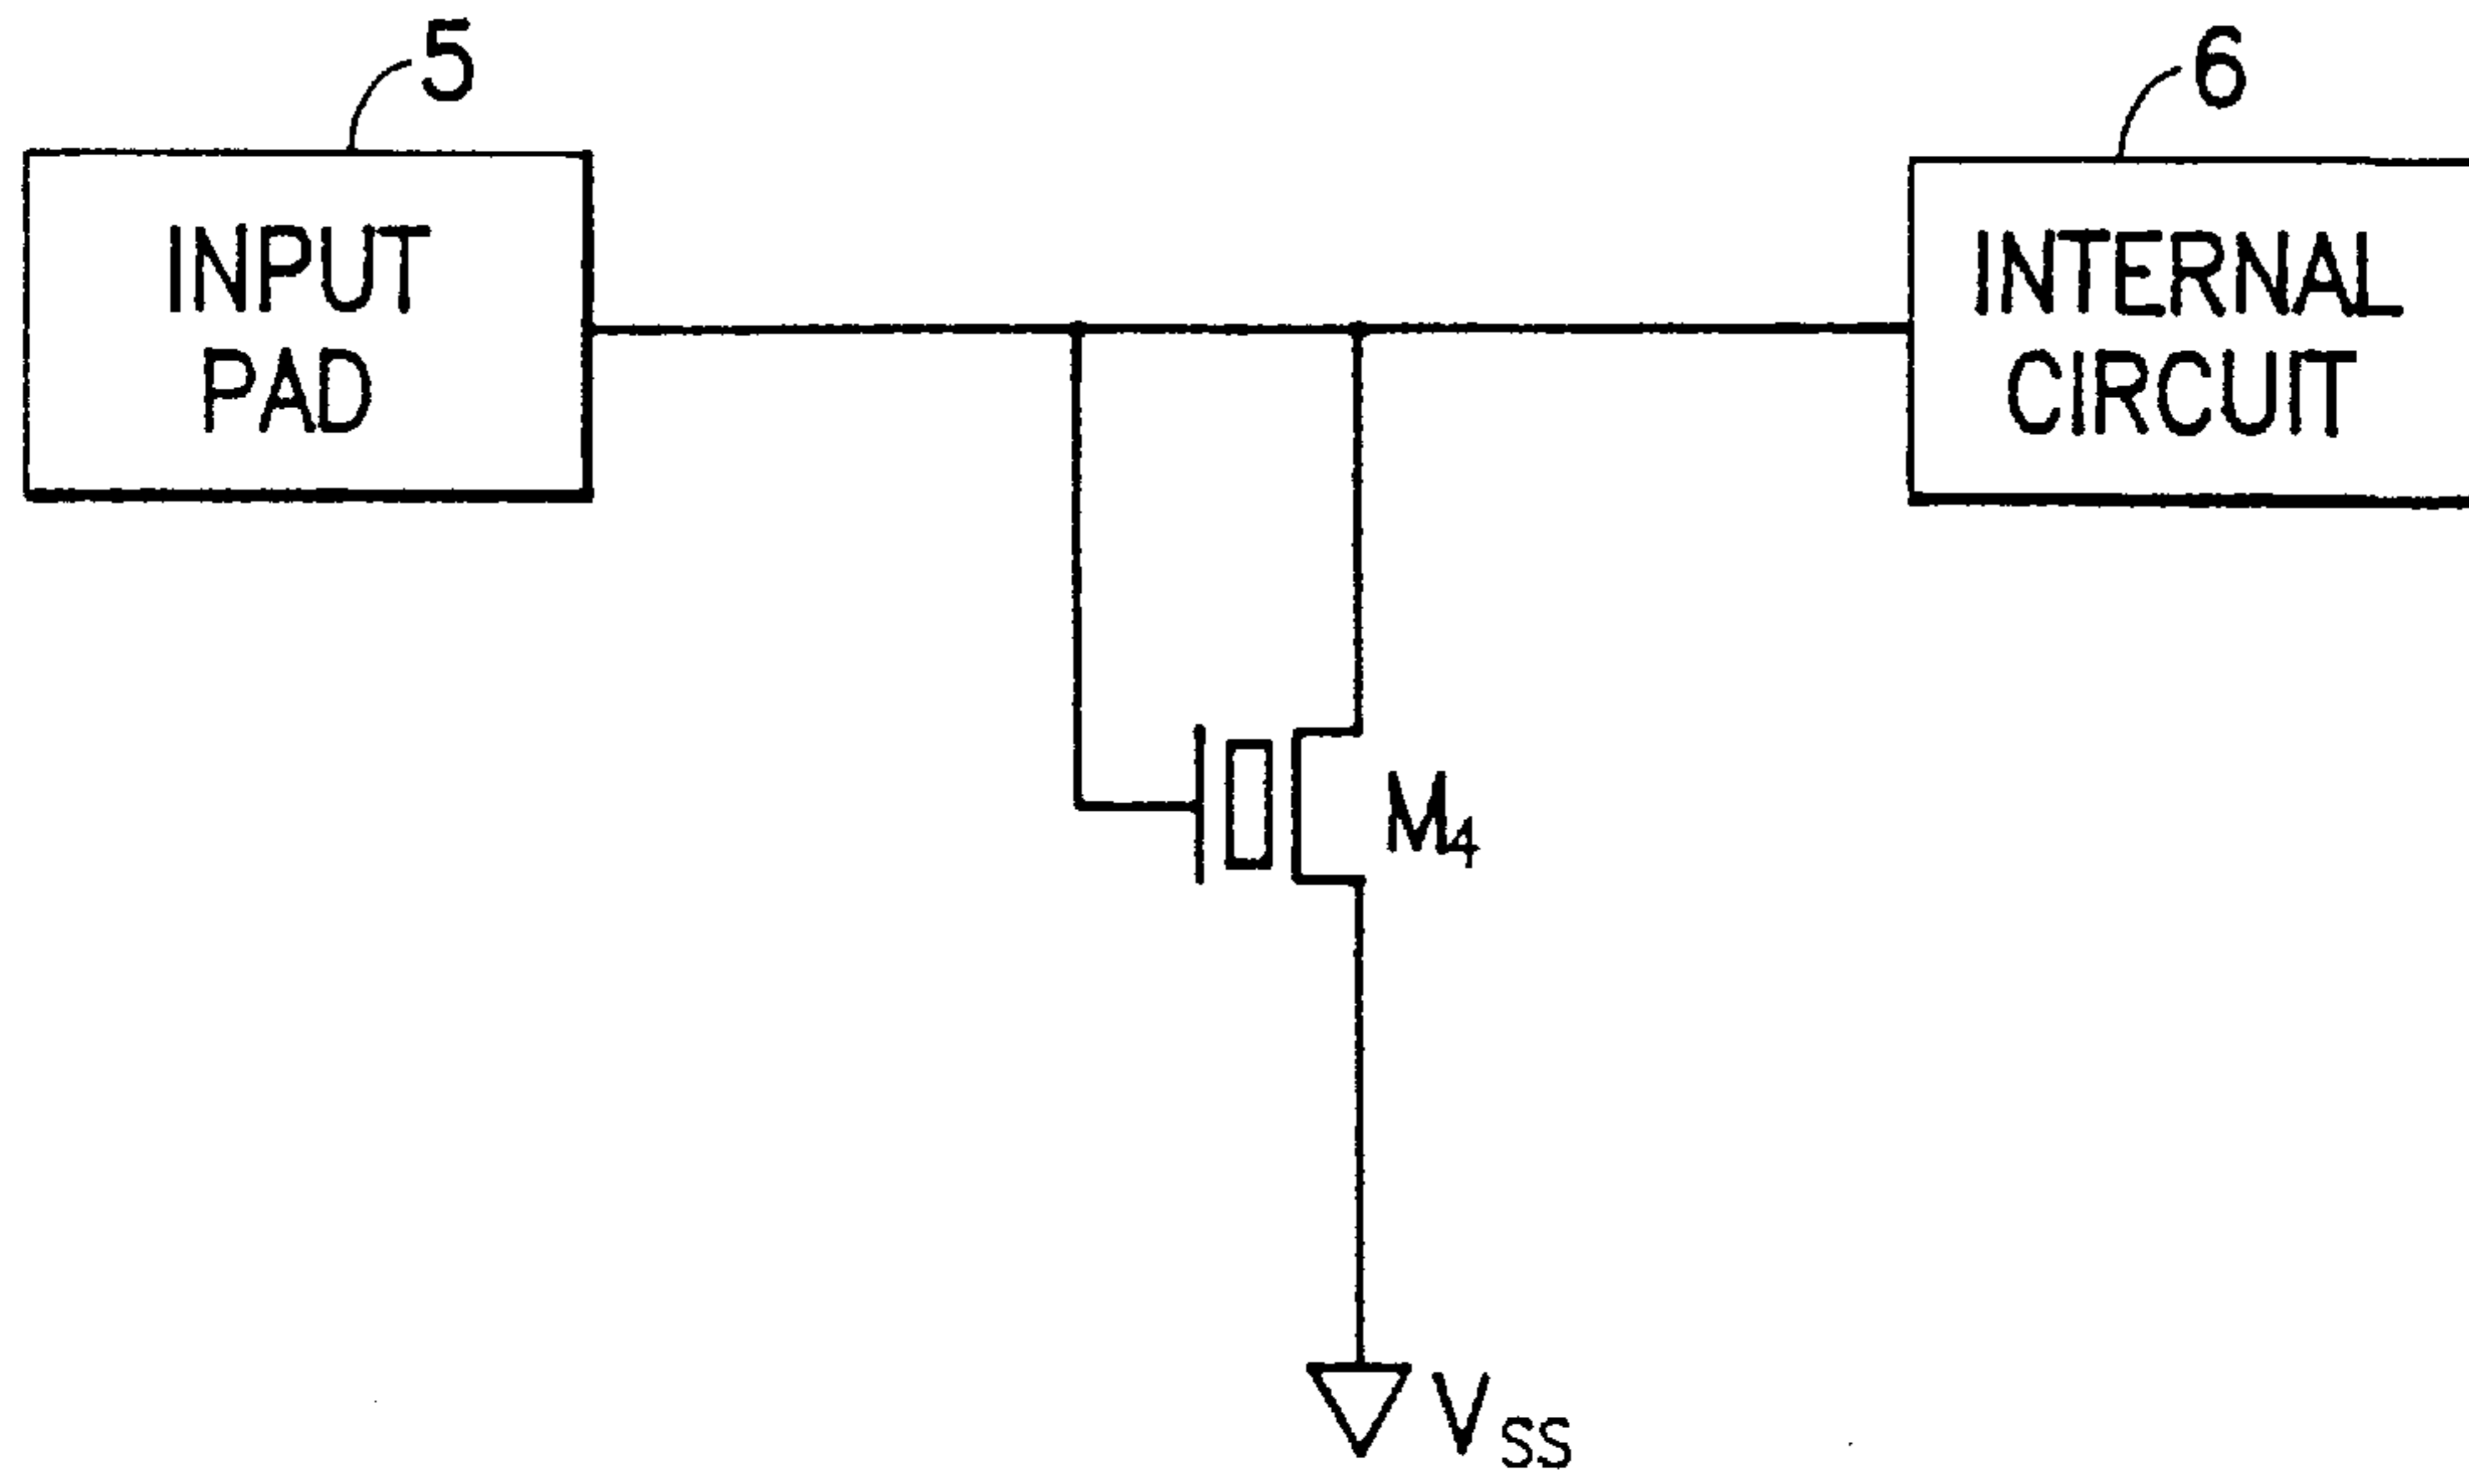 5
6
INPUT
PAD
INTERNAL
CIRCUIT
M4
VSS